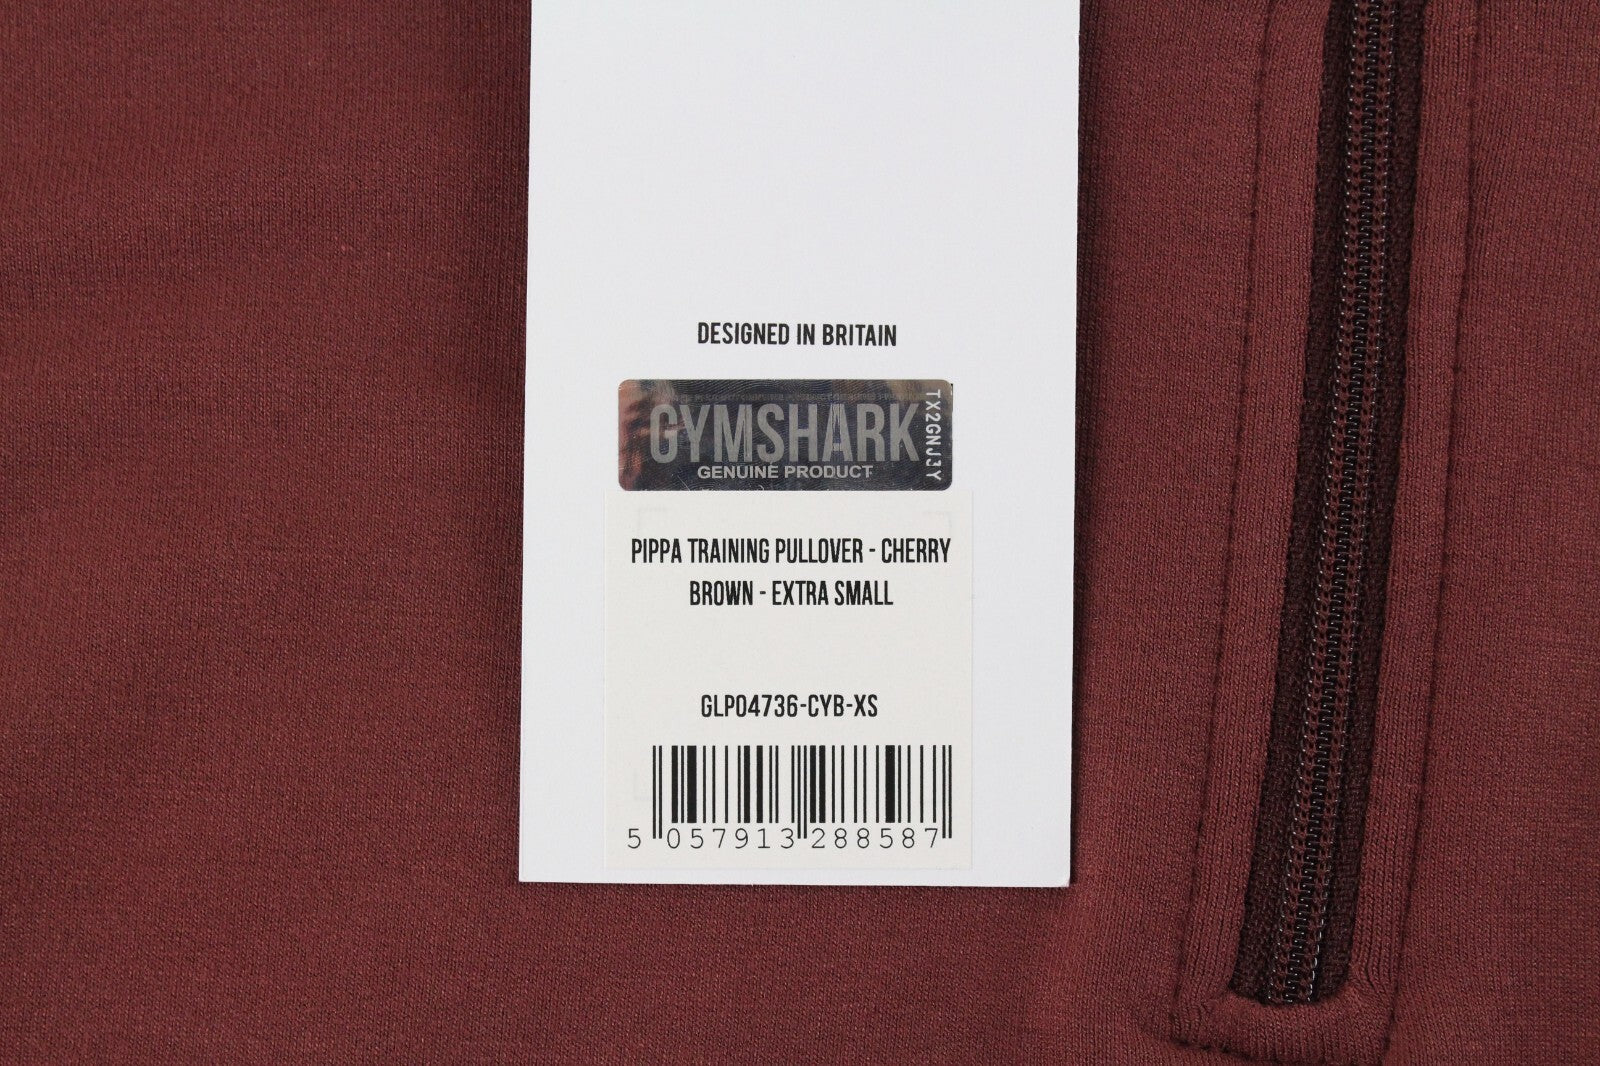 DESIGNED IN BRITAIN
GYMSHARK
GENUINE PRODUCT
TX2GNJ3Y
PIPPA TRAINING PULLOVER - CHERRY
BROWN - EXTRA SMALL
GLP04736-CYB-XS
5 057913 288587